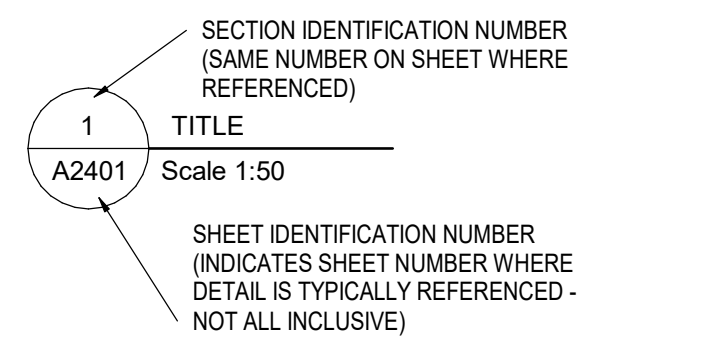 SECTION IDENTIFICATION NUMBER
(SAME NUMBER ON SHEET WHERE
REFERENCED)
1 TITLE
A2401 Scale 1:50
SHEET IDENTIFICATION NUMBER
(INDICATES SHEET NUMBER WHERE
DETAIL IS TYPICALLY REFERENCED -
NOT ALL INCLUSIVE)